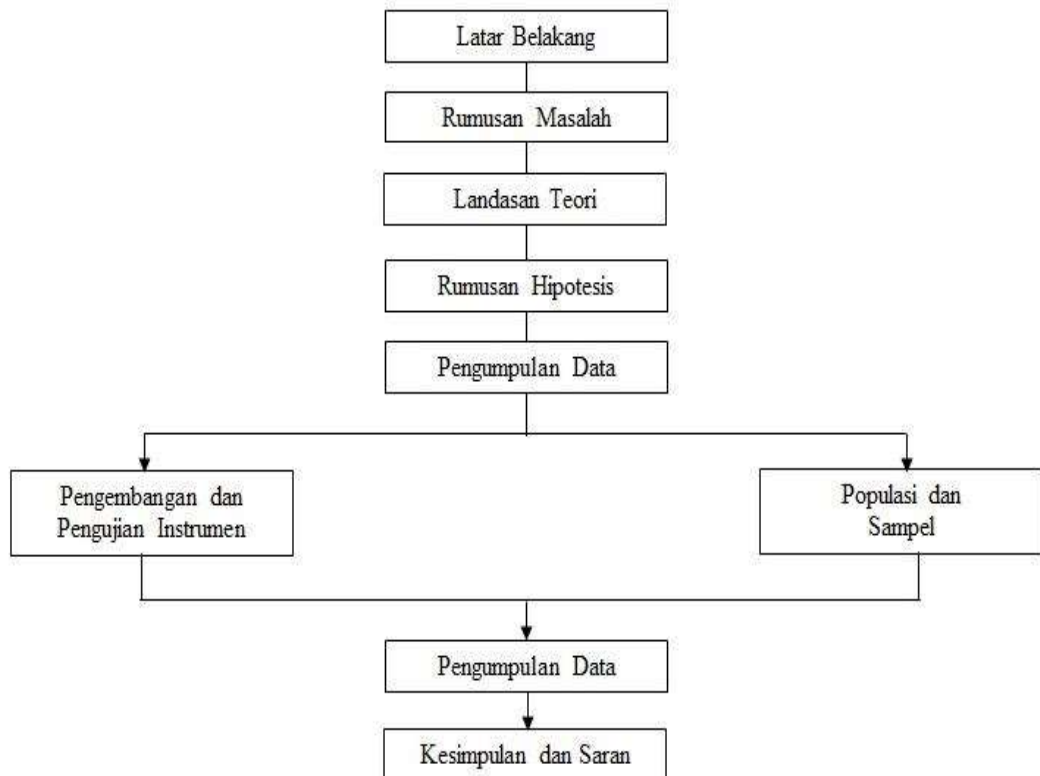 Latar Belakang
Rumusan Masalah
Landasan Teori
Rumusan Hipotesis
Pengumpulan Data
Pengembangan dan
Pengujian Instrumen
Populasi dan
Sampel
Pengumpulan Data
Kesimpulan dan Saran